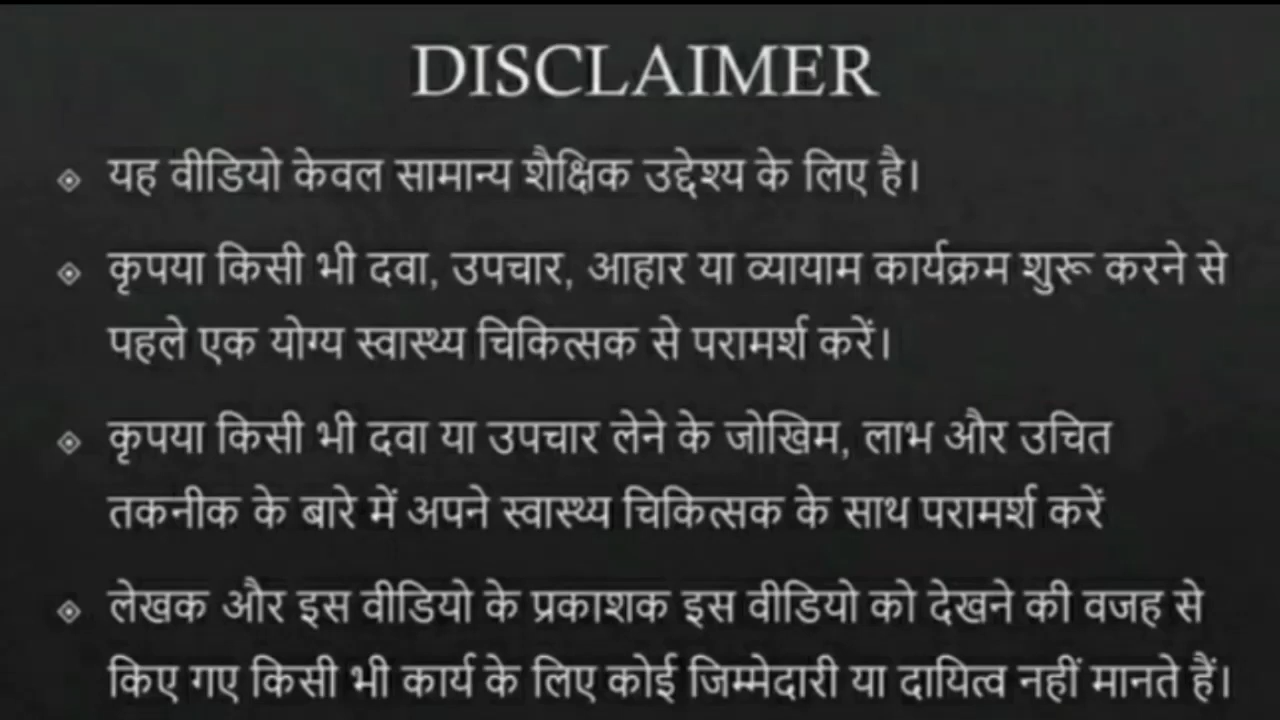 DISCLAIMER
यह वीडियो केवल सामान्य शैक्षिक उद्देश्य के लिए है।
कृपया किसी भी दवा, उपचार, आहार या व्यायाम कार्यक्रम शुरू करने से
पहले एक योग्य स्वास्थ्य चिकित्सक से परामर्श करें।
कृपया किसी भी दवा या उपचार लेने के जोखिम, लाभ और उचित
तकनीक के बारे में अपने स्वास्थ्य चिकित्सक के साथ परामर्श करें
लेखक और इस वीडियो के प्रकाशक इस वीडियो को देखने की वजह से
किए गए किसी भी कार्य के लिए कोई जिम्मेदारी या दायित्व नहीं मानते हैं।